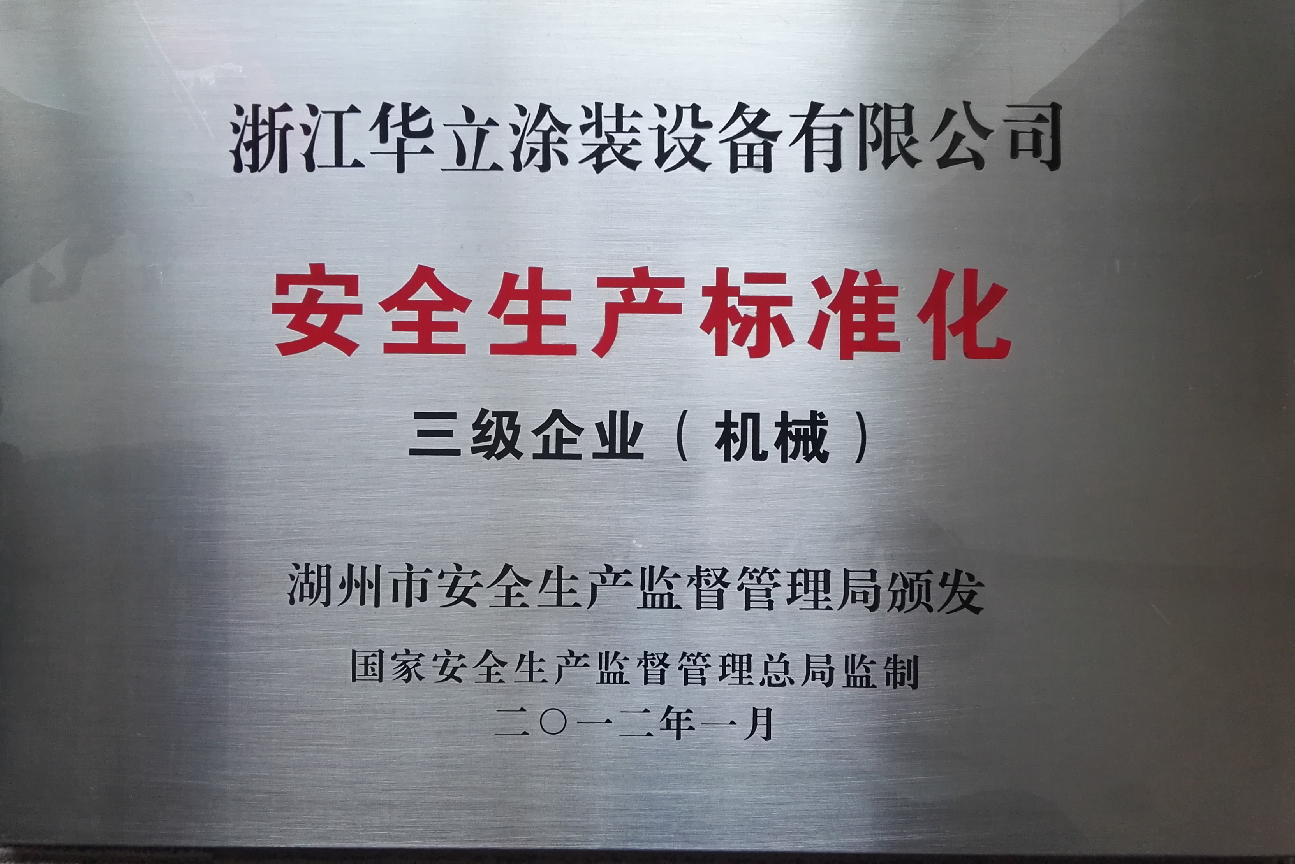 浙江华立涂装设备有限公司
安全生产标准化
三级企业（机械）
湖州市安全生产监督管理局颁发
国家安全生产监督管理总局监制
二〇一二年一月